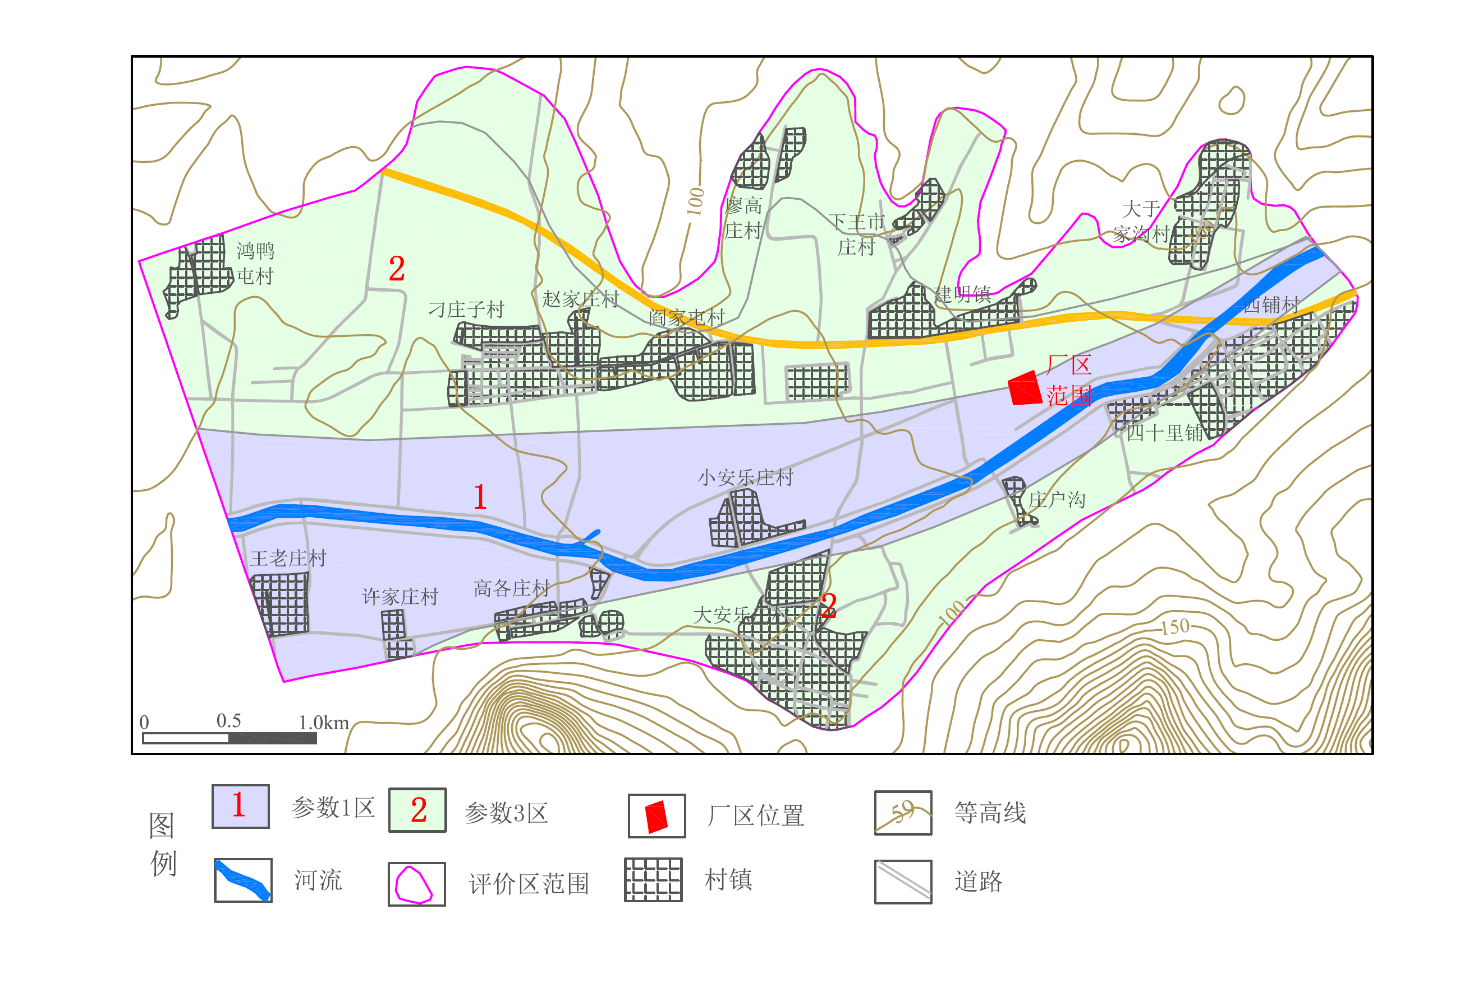 100
廖高
庄村
下王市
庄村
大于
家沟村
鸿鸭
屯村
2
刁庄子村
赵家庄村
阎家屯村
建明镇
四铺村
厂区
范围
四十里铺
1
小安乐庄村
庄户沟
王老庄村
许家庄村
高各庄村
大安乐
2
100
150
0
0.5
1.0km
图
例
1
参数1区
2
参数3区
厂区位置
59
等高线
河流
评价区范围
村镇
道路